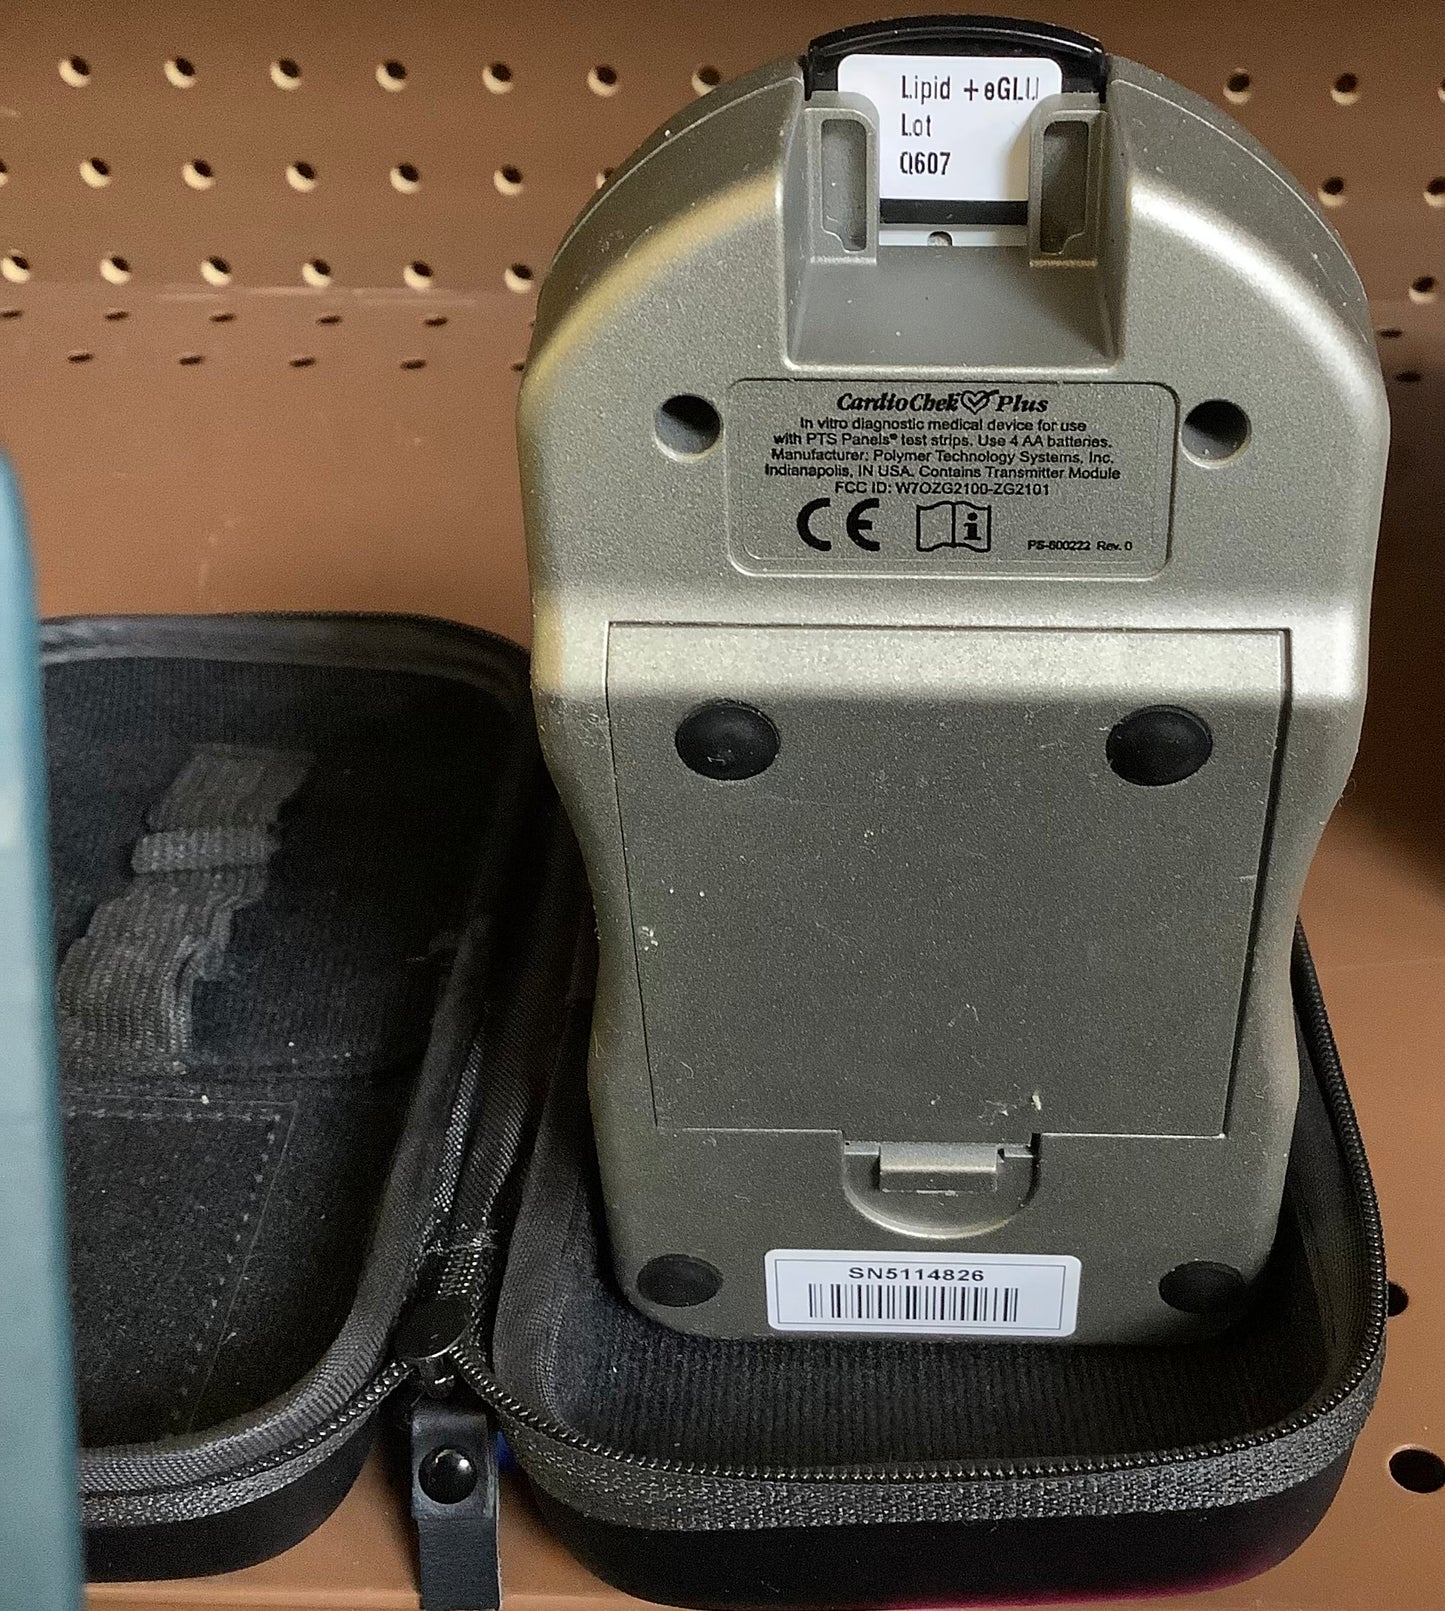 Lipid +eGLU
Lot
Q607
CardioChek Plus
In vitro diagnostic medical device for use
with PTS Panels® test strips. Use 4 AA batteries.
Manufacturer: Polymer Technology Systems, Inc.
Indianapolis, IN USA. Contains Transmitter Module
FCC ID: W7OZG2100-ZG2101
CE
i
PS-600222 Rev. 0
SN5114826